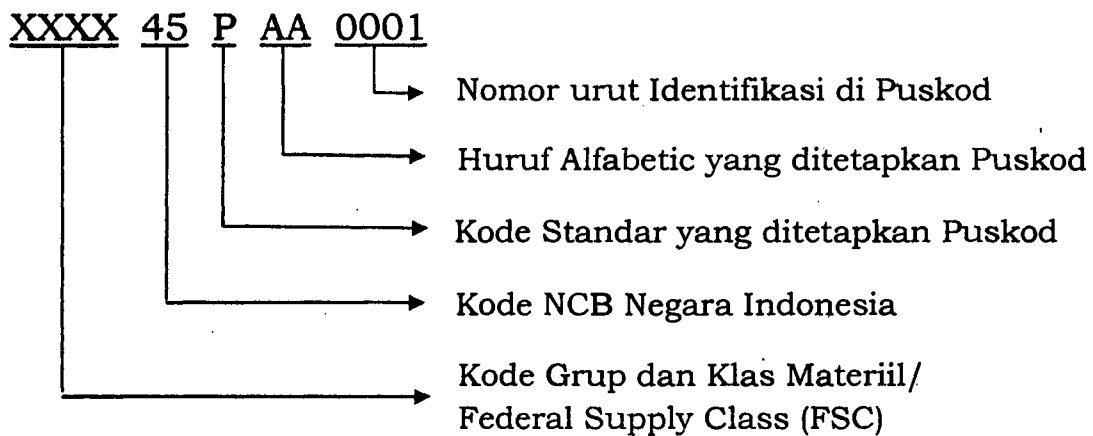 XXXX 45 P AA 0001
Nomor urut Identifikasi di Puskod
Huruf Alfabetic yang ditetapkan Puskod
Kode Standar yang ditetapkan Puskod
Kode NCB Negara Indonesia
Kode Grup dan Klas Materiil/
Federal Supply Class (FSC)